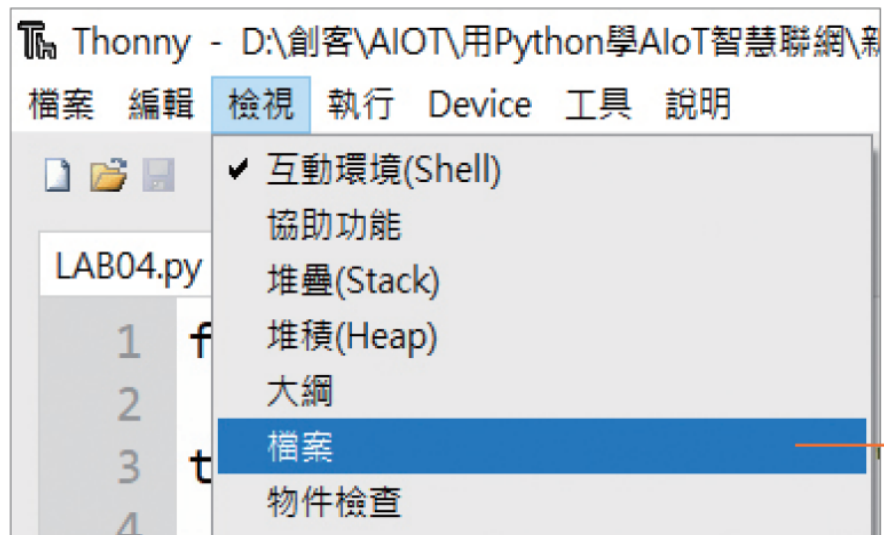 Thonny - D:\創客\AIOT\用Python學AIoT智慧聯網\
檔案 編輯 檢視 執行 Device 工具 說明
✔ 互動環境(Shell)
協助功能
LAB04.py
堆疊(Stack)
1 f
堆積(Heap)
2
大綱
3 t
檔案
4
物件檢查